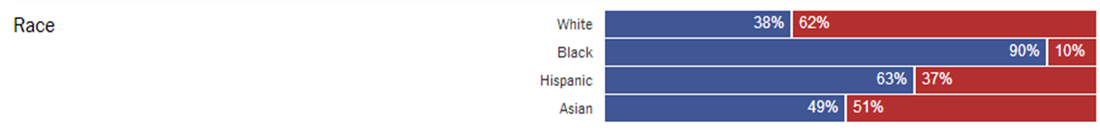 Race
White 38% 62%
Black 90% 10%
Hispanic 63% 37%
Asian 49% 51%